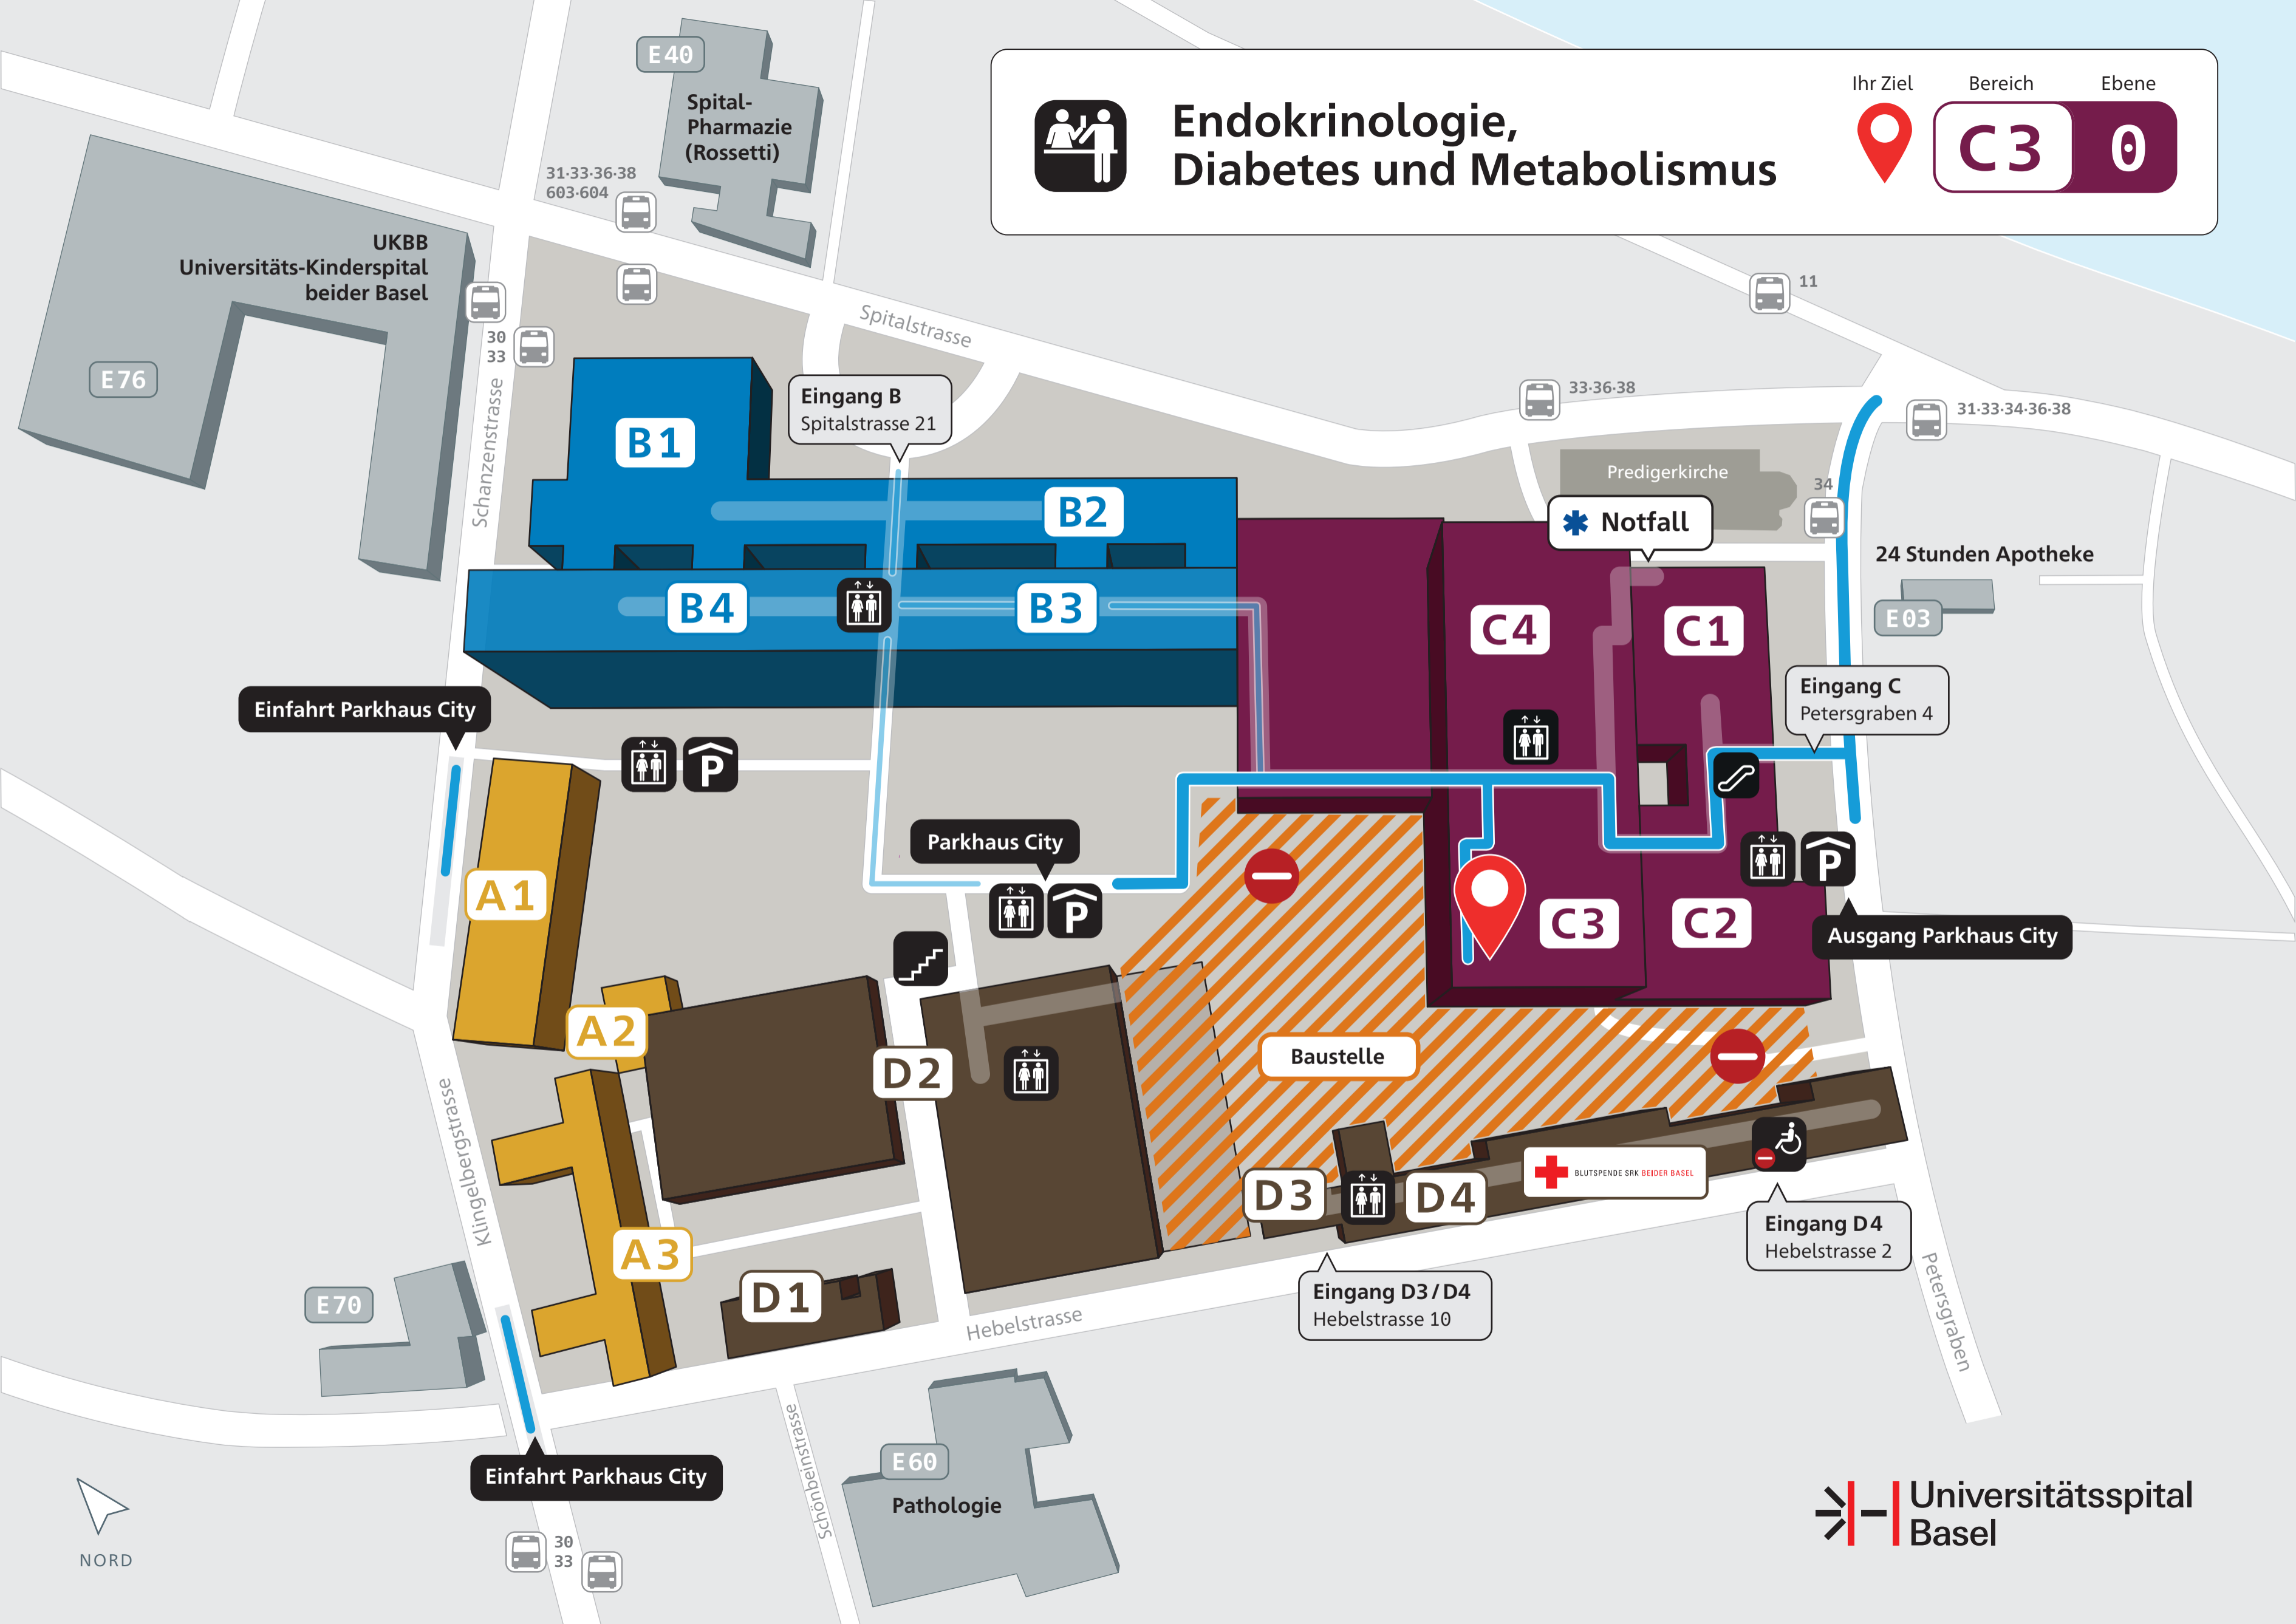 Endokrinologie,
Diabetes und Metabolismus
Ihr Ziel
Bereich
Ebene
C3
0
E40
Spital-
Pharmazie
(Rossetti)
31·33·36·38
603·604
UKBB
Universitäts-Kinderspital
beider Basel
E76
30
33
Schanzenstrasse
Spitalstrasse
11
33·36·38
31·33·34·36·38
Eingang B
Spitalstrasse 21
B1
B2
B4
B3
Predigerkirche
34
Notfall
24 Stunden Apotheke
E03
C4
C1
Eingang C
Petersgraben 4
Einfahrt Parkhaus City
P
Parkhaus City
P
P
A1
C3
C2
Ausgang Parkhaus City
A2
D2
Baustelle
Klingelbergstrasse
D3
D4
BLUTSPENDE SRK BEIDER BASEL
Eingang D4
Hebelstrasse 2
A3
D1
E70
Eingang D3/D4
Hebelstrasse 10
Hebelstrasse
Petersgraben
Schönbeinstrasse
E60
Pathologie
Einfahrt Parkhaus City
30
33
NORD
Universitätsspital
Basel